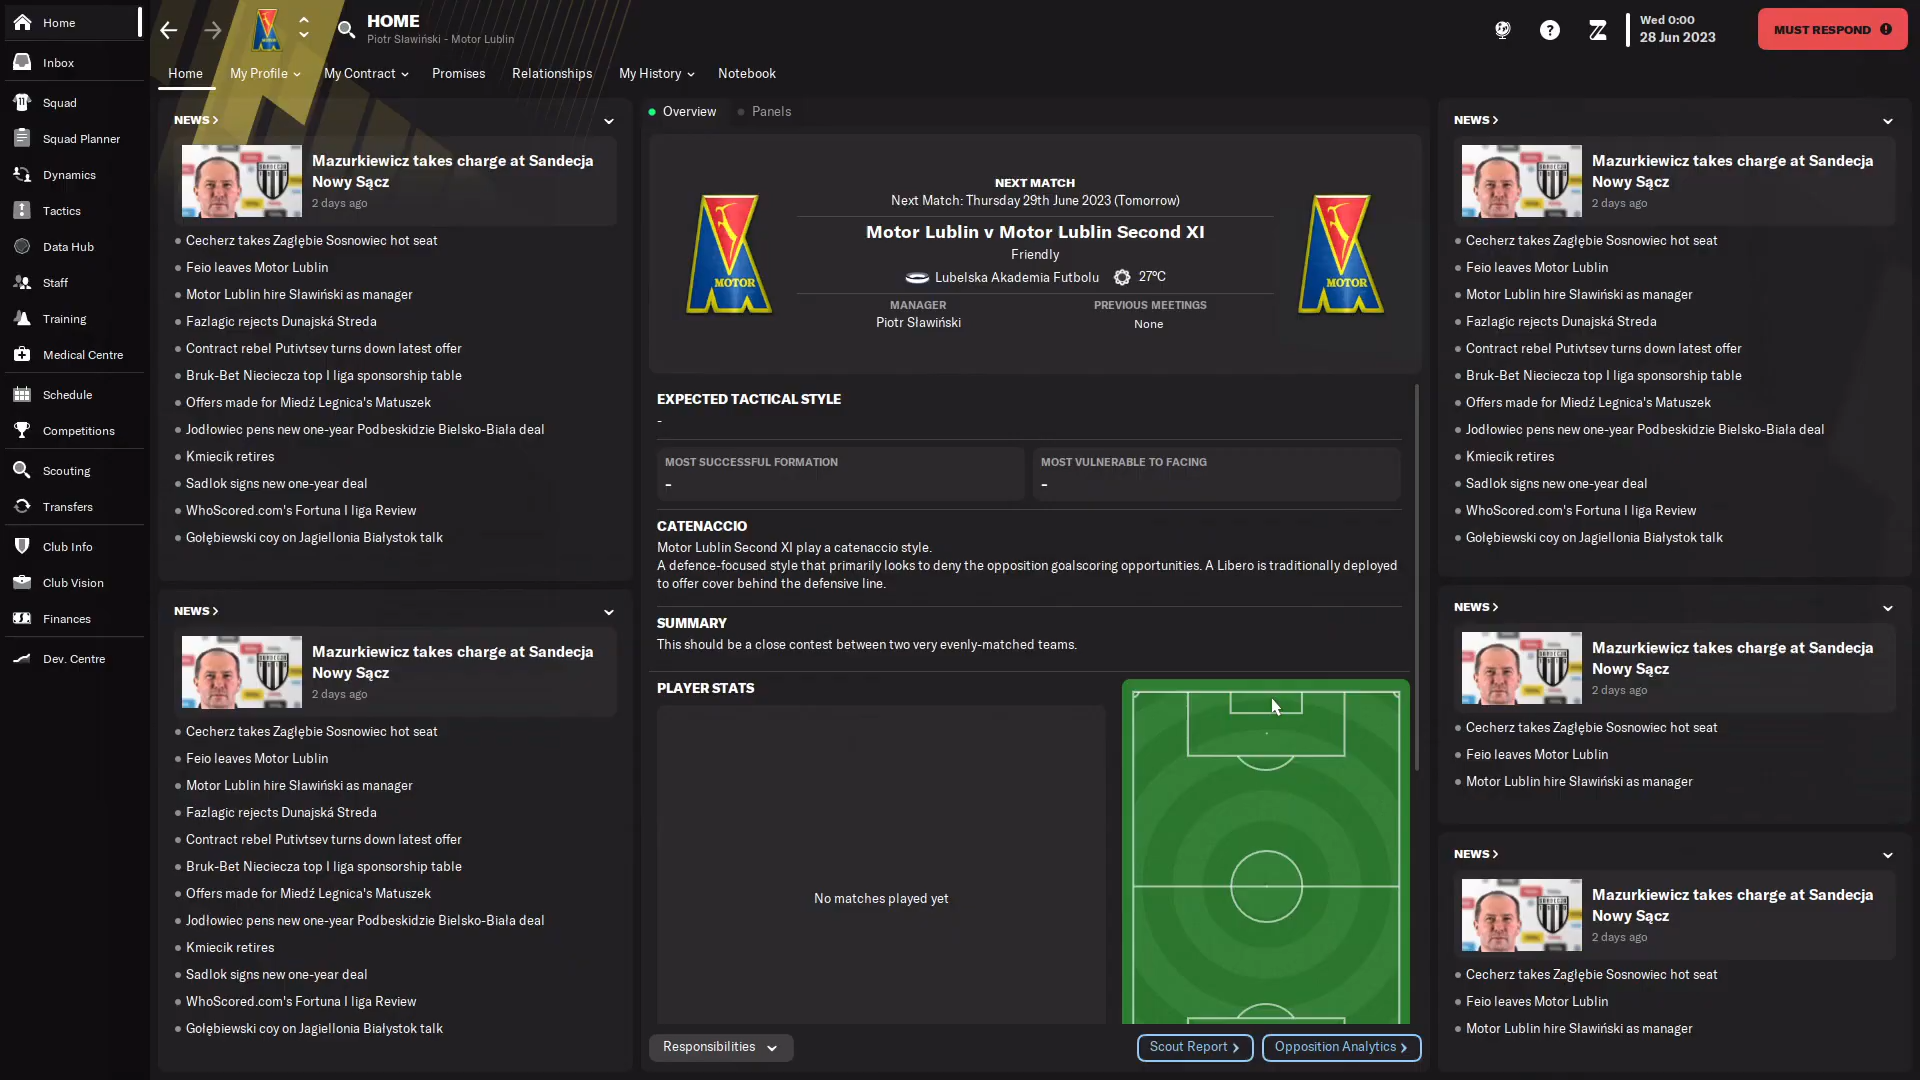 Home
Inbox
Squad
Squad Planner
Dynamics
Tactics
Data Hub
Staff
Training
Medical Centre
Schedule
Competitions
Scouting
Transfers
Club Info
Club Vision
Finances
Dev. Centre
HOME
Piotr Sławiński - Motor Lublin
Wed 0:00
28 Jun 2023
MUST RESPOND
Home
My Profile
My Contract
Promises
Relationships
My History
Notebook
NEWS >
Mazurkiewicz takes charge at Sandecja
Nowy Sącz
2 days ago
Cecherz takes Zagłębie Sosnowiec hot seat
Feio leaves Motor Lublin
Motor Lublin hire Sławiński as manager
Fazlagic rejects Dunajská Streda
Contract rebel Putivtsev turns down latest offer
Bruk-Bet Nieciecza top I liga sponsorship table
Offers made for Miedź Legnica's Matuszek
Jodłowiec pens new one-year Podbeskidzie Bielsko-Biała deal
Kmiecik retires
Sadlok signs new one-year deal
WhoScored.com's Fortuna I liga Review
Gołębiewski coy on Jagiellonia Białystok talk
NEWS >
Mazurkiewicz takes charge at Sandecja
Nowy Sącz
2 days ago
Cecherz takes Zagłębie Sosnowiec hot seat
Feio leaves Motor Lublin
Motor Lublin hire Sławiński as manager
Fazlagic rejects Dunajská Streda
Contract rebel Putivtsev turns down latest offer
Bruk-Bet Nieciecza top I liga sponsorship table
Offers made for Miedź Legnica's Matuszek
Jodłowiec pens new one-year Podbeskidzie Bielsko-Biała deal
Kmiecik retires
Sadlok signs new one-year deal
WhoScored.com's Fortuna I liga Review
Gołębiewski coy on Jagiellonia Białystok talk
Overview
Panels
NEXT MATCH
Next Match: Thursday 29th June 2023 (Tomorrow)
Motor Lublin v Motor Lublin Second XI
Friendly
Lubelska Akademia Futbolu 27°C
MANAGER
Piotr Sławiński
PREVIOUS MEETINGS
None
MOTOR
MOTOR
EXPECTED TACTICAL STYLE
-
MOST SUCCESSFUL FORMATION
-
MOST VULNERABLE TO FACING
-
CATENACCIO
Motor Lublin Second XI play a catenaccio style.
A defence-focused style that primarily looks to deny the opposition goalscoring opportunities. A Libero is traditionally deployed
to offer cover behind the defensive line.
SUMMARY
This should be a close contest between two very evenly-matched teams.
PLAYER STATS
No matches played yet
Responsibilities
Scout Report >
Opposition Analytics >
NEWS >
Mazurkiewicz takes charge at Sandecja
Nowy Sącz
2 days ago
Cecherz takes Zagłębie Sosnowiec hot seat
Feio leaves Motor Lublin
Motor Lublin hire Sławiński as manager
Fazlagic rejects Dunajská Streda
Contract rebel Putivtsev turns down latest offer
Bruk-Bet Nieciecza top I liga sponsorship table
Offers made for Miedź Legnica's Matuszek
Jodłowiec pens new one-year Podbeskidzie Bielsko-Biała deal
Kmiecik retires
Sadlok signs new one-year deal
WhoScored.com's Fortuna I liga Review
Gołębiewski coy on Jagiellonia Białystok talk
NEWS >
Mazurkiewicz takes charge at Sandecja
Nowy Sącz
2 days ago
Cecherz takes Zagłębie Sosnowiec hot seat
Feio leaves Motor Lublin
Motor Lublin hire Sławiński as manager
NEWS >
Mazurkiewicz takes charge at Sandecja
Nowy Sącz
2 days ago
Cecherz takes Zagłębie Sosnowiec hot seat
Feio leaves Motor Lublin
Motor Lublin hire Sławiński as manager